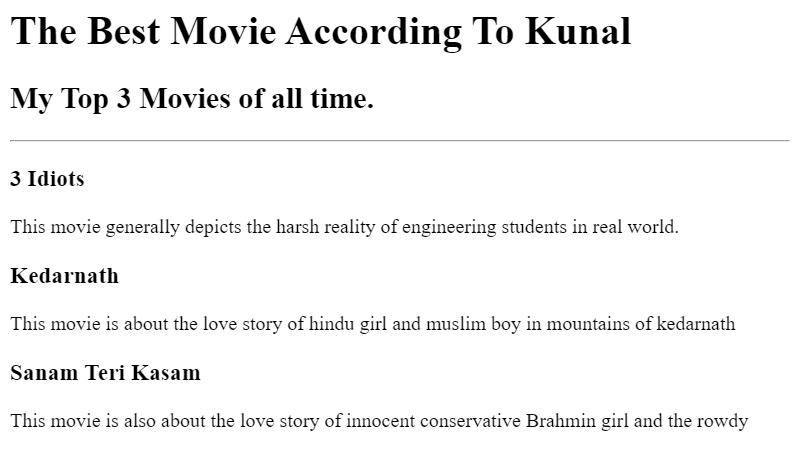 The Best Movie According To Kunal
My Top 3 Movies of all time.
3 Idiots
This movie generally depicts the harsh reality of engineering students in real world.
Kedarnath
This movie is about the love story of hindu girl and muslim boy in mountains of kedarnath
Sanam Teri Kasam
This movie is also about the love story of innocent conservative Brahmin girl and the rowdy